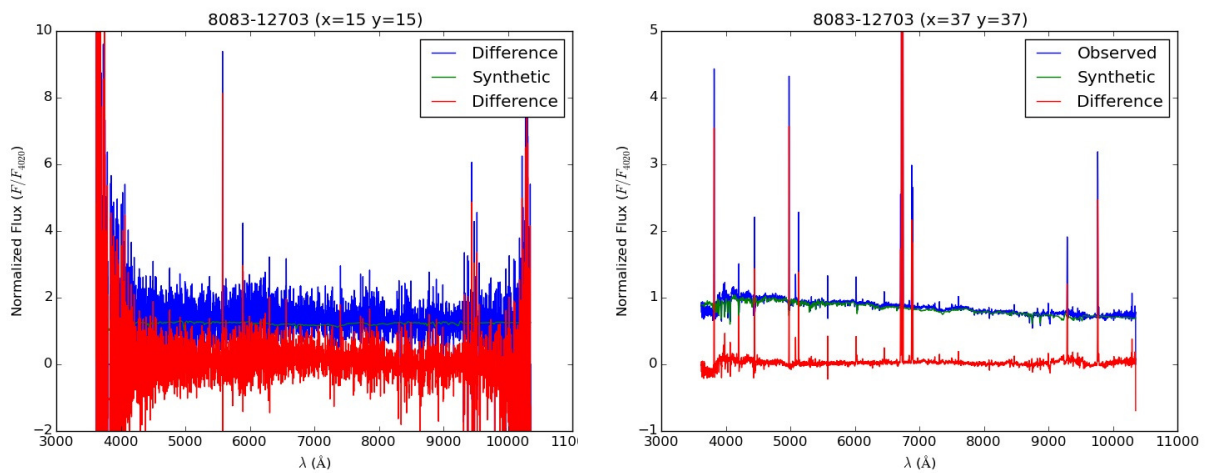 8083-12703 (x=15 y=15)
10
8
6
4
2
0
−2
Normalized Flux (F/F4020)
Difference
Synthetic
Difference
3000 4000 5000 6000 7000 8000 9000 10000 1100
λ (Å)
8083-12703 (x=37 y=37)
5
4
3
2
1
0
−1
Normalized Flux (F/F4020)
Observed
Synthetic
Difference
3000 4000 5000 6000 7000 8000 9000 10000 11000
λ (Å)